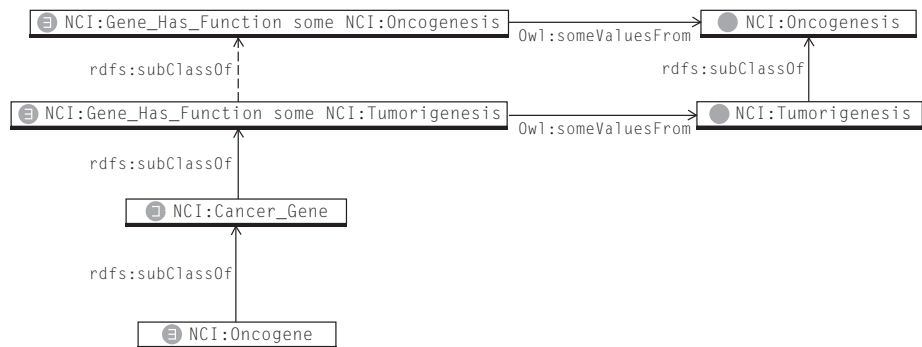 ∃ NCI:Gene_Has_Function some NCI:Oncogenesis
Owl:someValuesFrom
NCI:Oncogenesis
rdfs:subClassOf
rdfs:subClassOf
∃ NCI:Gene_Has_Function some NCI:Tumorigenesis
Owl:someValuesFrom
NCI:Tumorigenesis
rdfs:subClassOf
⊐ NCI:Cancer_Gene
rdfs:subClassOf
∃ NCI:Oncogene